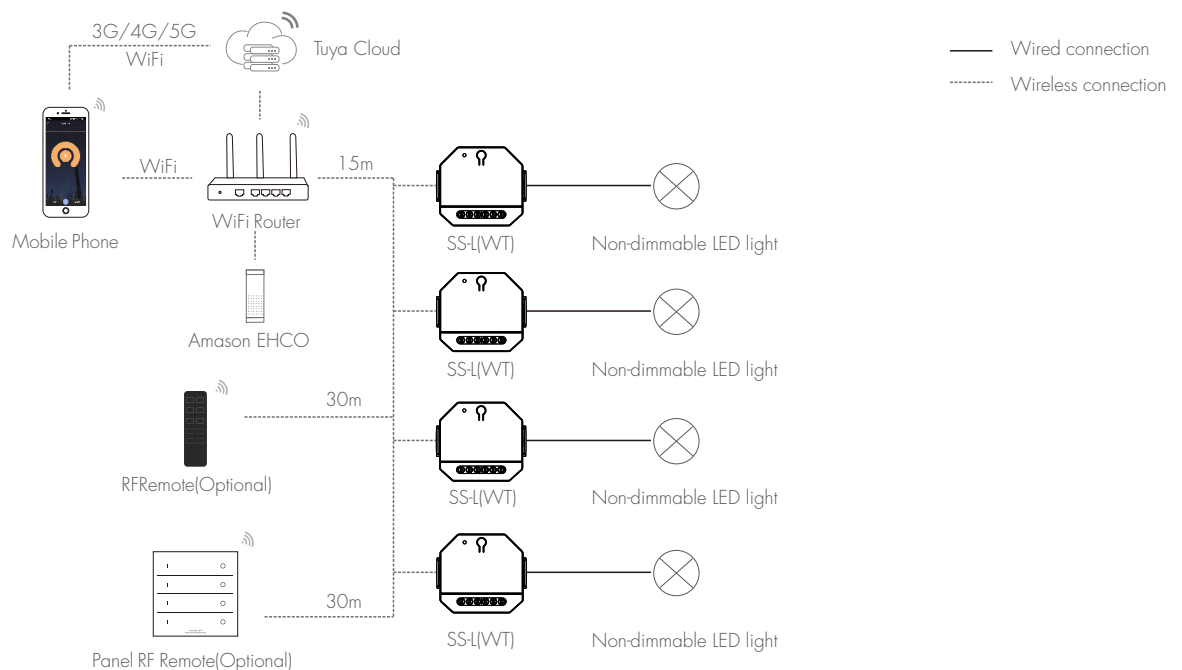 3G/4G/5G
WiFi
Tuya Cloud
Wired connection
Wireless connection
WiFi
15m
Mobile Phone
WiFi Router
SS-L(WT)
Non-dimmable LED light
Amason EHCO
SS-L(WT)
Non-dimmable LED light
30m
RFRemote(Optional)
SS-L(WT)
Non-dimmable LED light
30m
SS-L(WT)
Non-dimmable LED light
Panel RF Remote(Optional)